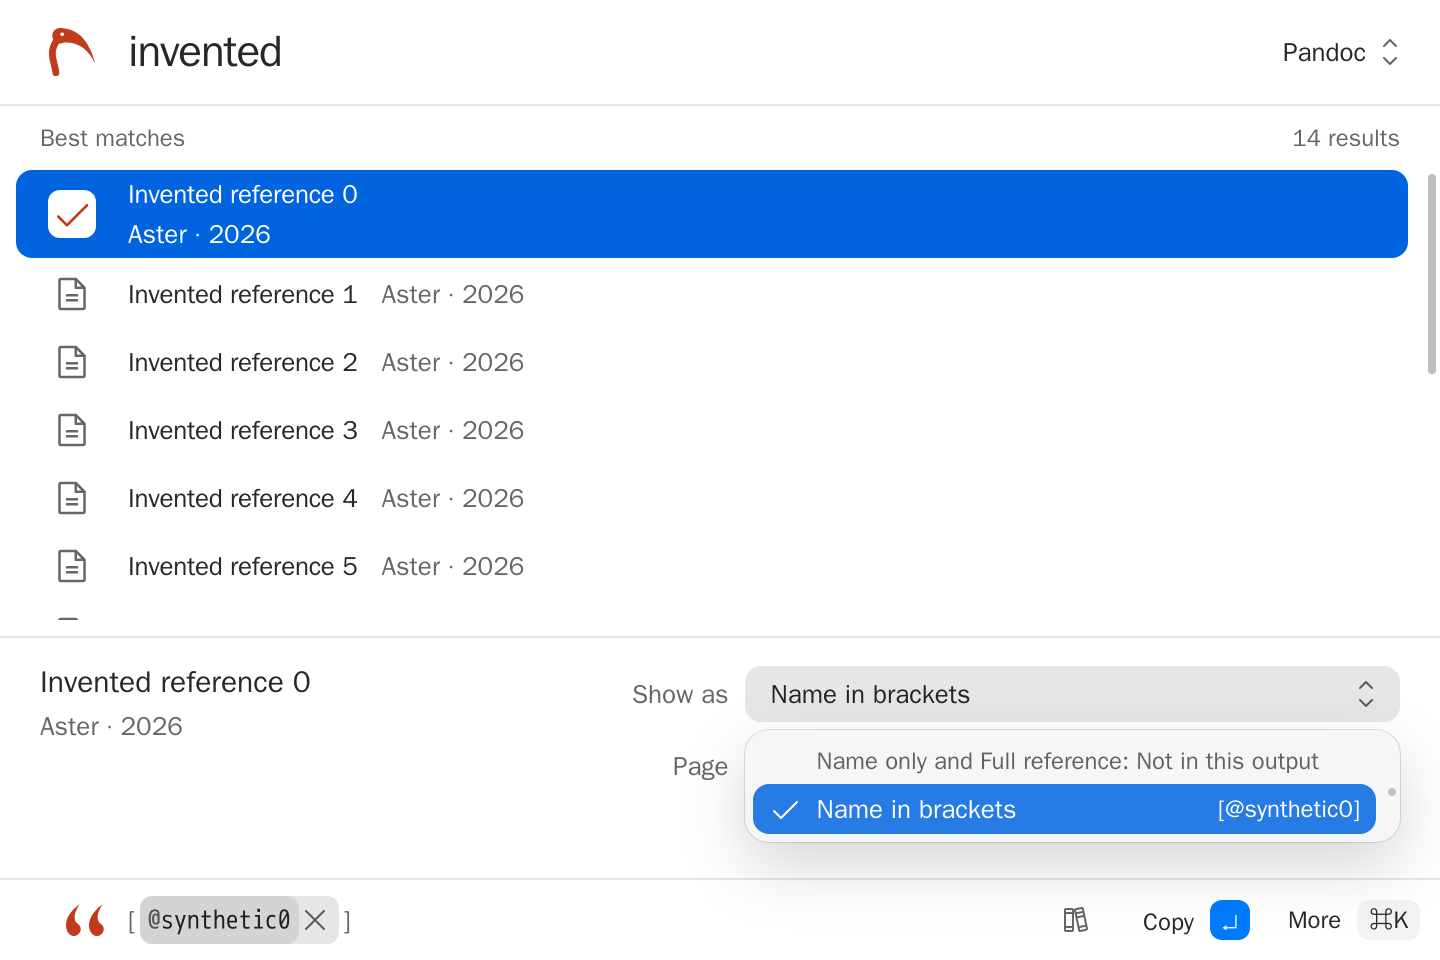 invented
Pandoc
Best matches
14 results
Invented reference 0
Aster · 2026
Invented reference 1 Aster · 2026
Invented reference 2 Aster · 2026
Invented reference 3 Aster · 2026
Invented reference 4 Aster · 2026
Invented reference 5 Aster · 2026
Invented reference 0
Aster · 2026
Show as
Name in brackets
Page
Name only and Full reference: Not in this output
Name in brackets [@synthetic0]
[ @synthetic0 ]
Copy
More ⌘K